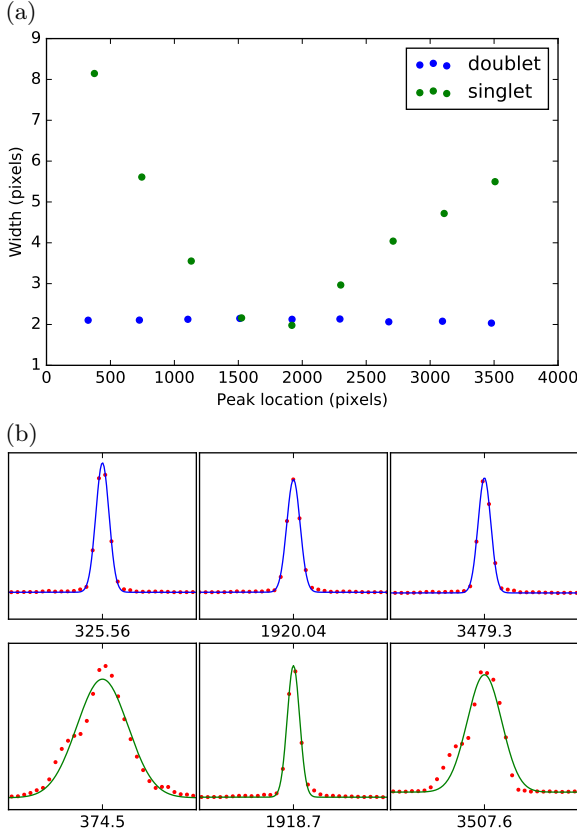 (a)
9
8
7
6
5
4
3
2
1
Width (pixels)
doublet
singlet
0 500 1000 1500 2000 2500 3000 3500 4000
Peak location (pixels)
(b)
325.56 1920.04 3479.3
374.5 1918.7 3507.6